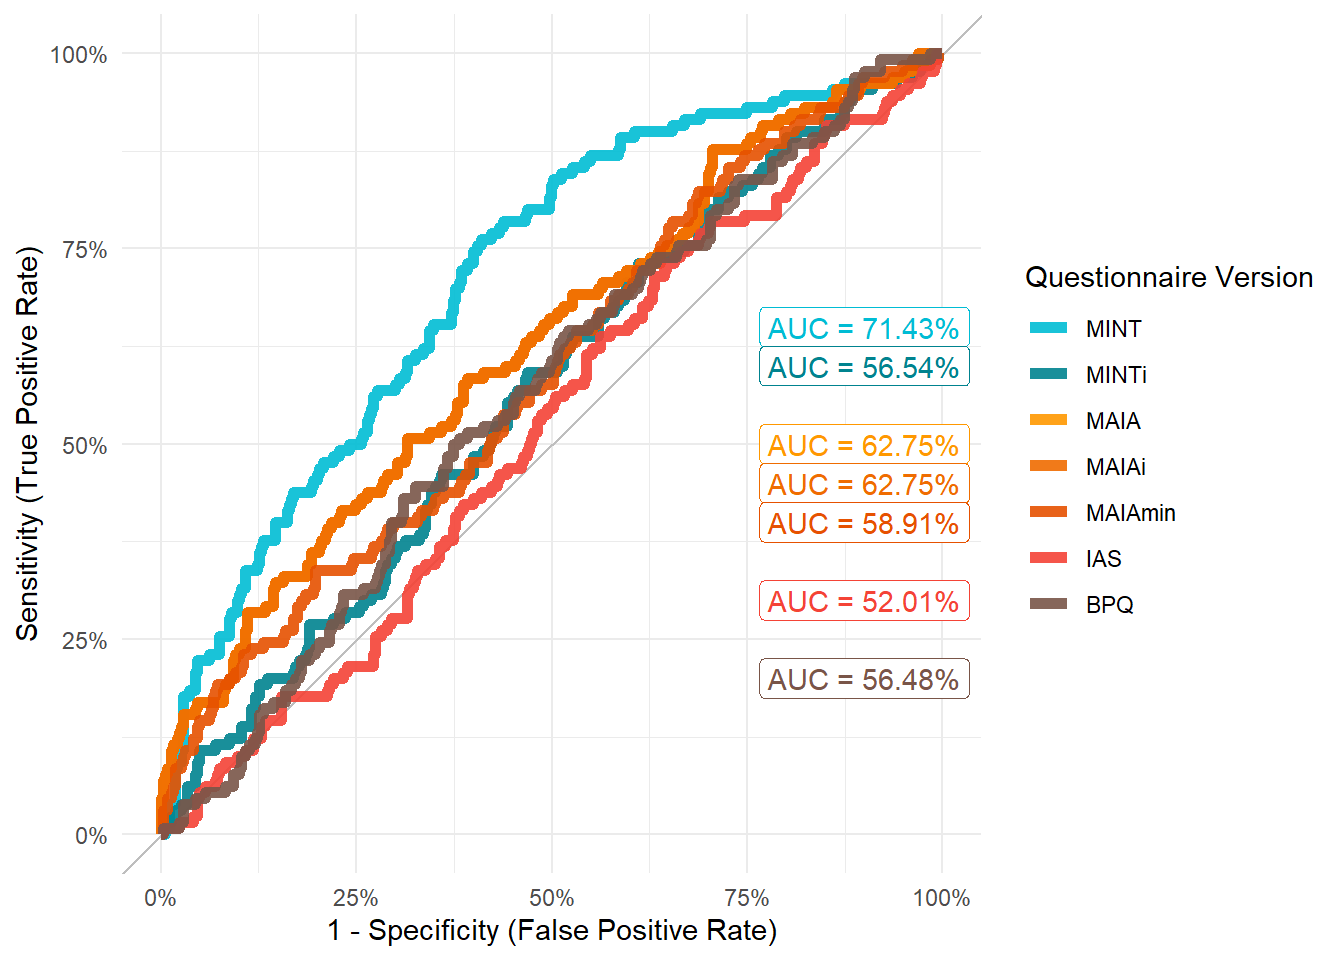 100%
75%
50%
25%
0%
Sensitivity (True Positive Rate)
0%
25%
50%
75%
100%
1 - Specificity (False Positive Rate)
AUC = 71.43%
AUC = 56.54%
AUC = 62.75%
AUC = 62.75%
AUC = 58.91%
AUC = 52.01%
AUC = 56.48%
Questionnaire Version
MINT
MINTi
MAIA
MAIAi
MAIAmin
IAS
BPQ